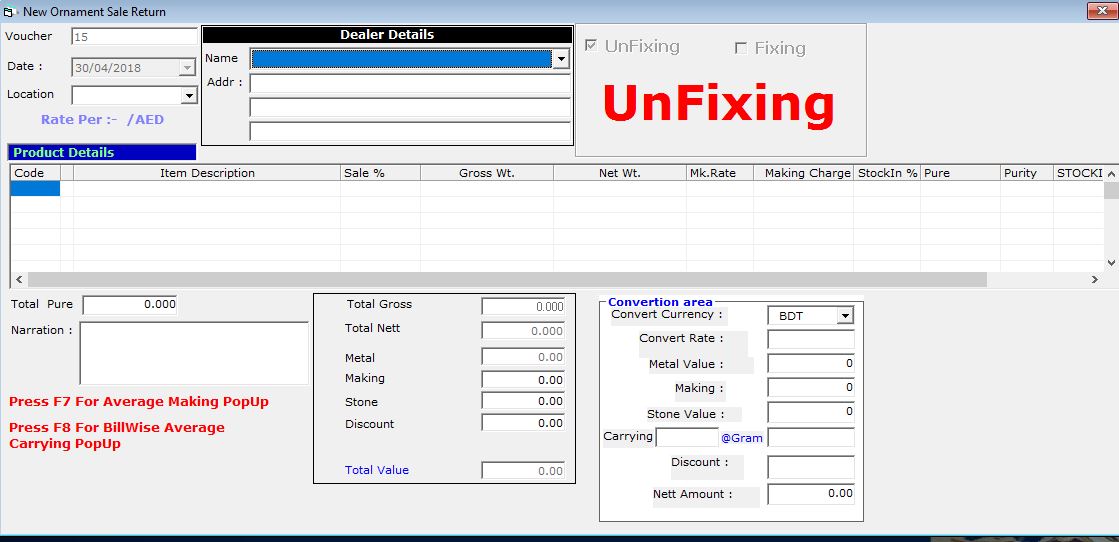 New Ornament Sale Return
Voucher 15
Date : 30/04/2018
Location
Rate Per :-  /AED
Dealer Details
Name
Addr :
UnFixing Fixing
UnFixing
Product Details
Code Item Description Sale % Gross Wt. Net Wt. Mk.Rate Making Charge StockIn % Pure Purity STOCKI
Total Pure 0.000
Narration :
Press F7 For Average Making PopUp
Press F8 For BillWise Average
Carrying PopUp
Total Gross 0.000
Total Nett 0.000
Metal 0.00
Making 0.00
Stone 0.00
Discount 0.00
Total Value 0.00
Convertion area
Convert Currency : BDT
Convert Rate :
Metal Value : 0
Making : 0
Stone Value : 0
Carrying @Gram
Discount :
Nett Amount : 0.00